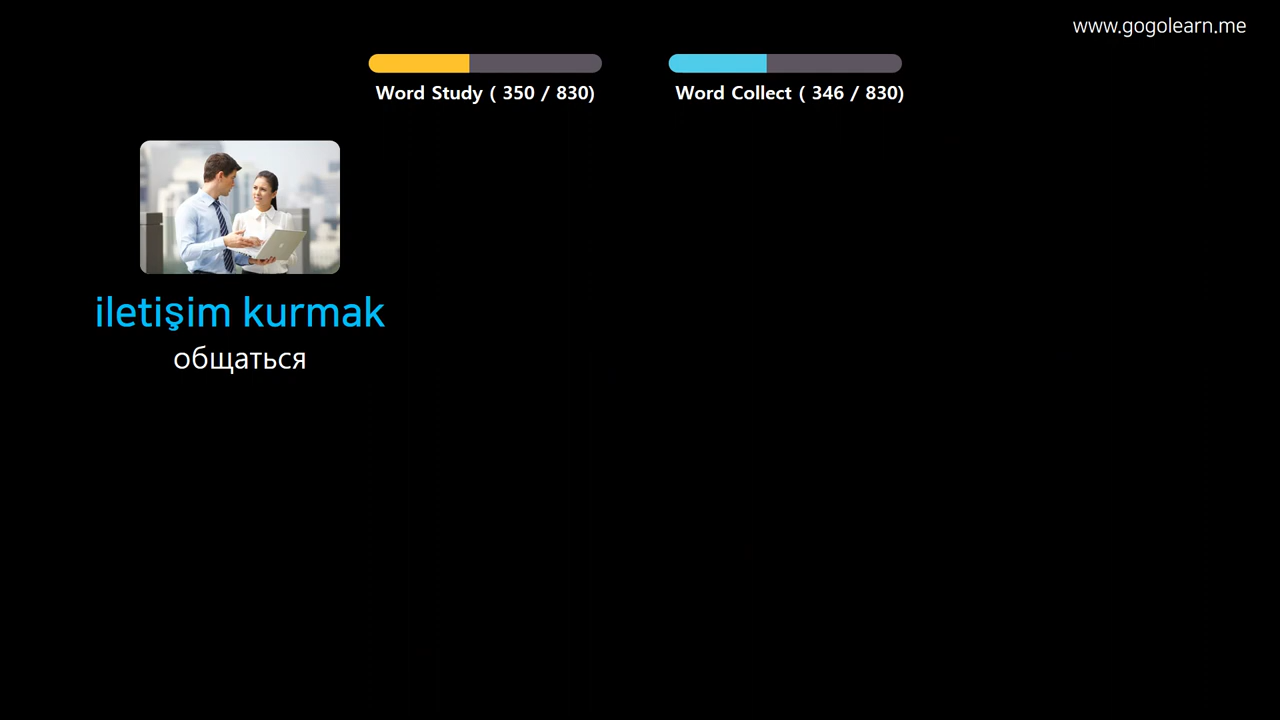 www.gogolearn.me
Word Study ( 350 / 830)
Word Collect ( 346 / 830)
iletişim kurmak
общаться